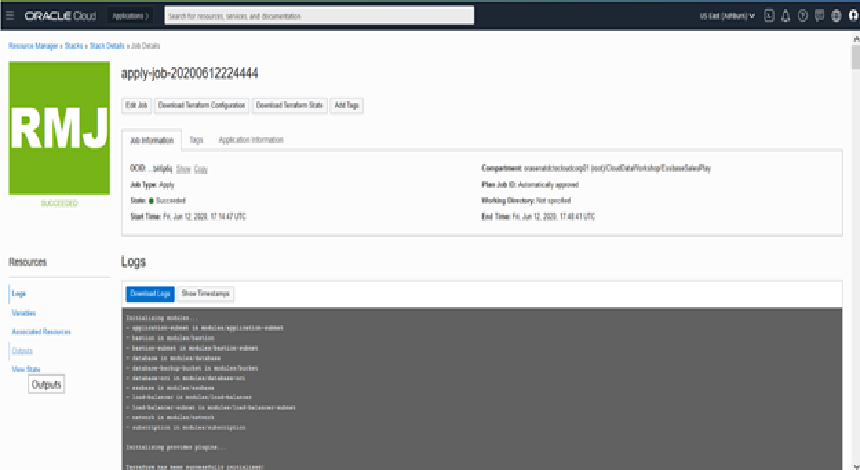 ORACLE Cloud Applications > Search for resources, services, and documentation US East (Ashburn)
Resource Manager » Stacks » Stack Details » Job Details
RMJ
SUCCEEDED
apply-job-20200612224444
Edit Job Download Terraform Configuration Download Terraform State Add Tags
Job Information Tags Application Information
OCID: Show Copy
Job Type: Apply
State: Succeeded
Start Time: Fri, Jun 12, 2020, 17:14:47 UTC
Compartment: (root)/CloudDataWorkshop/EssbaseSalesPlay
Plan Job ID: Automatically approved
Working Directory: Not specified
End Time: Fri, Jun 12, 2020, 17:40:41 UTC
Resources
Logs
Variables
Associated Resources
Outputs
View State
Outputs
Logs
Download Logs Show Timestamps
Initializing modules...
- application-subnet in modules/application-subnet
- bastion in modules/bastion
- bastion-subnet in modules/bastion-subnet
- database in modules/database
- database-backup-bucket in modules/bucket
- database-oci in modules/database-oci
- essbase in modules/essbase
- load-balancer in modules/load-balancer
- load-balancer-subnet in modules/load-balancer-subnet
- network in modules/network
- subscription in modules/subscription
Initializing provider plugins...
Terraform has been successfully initialized!